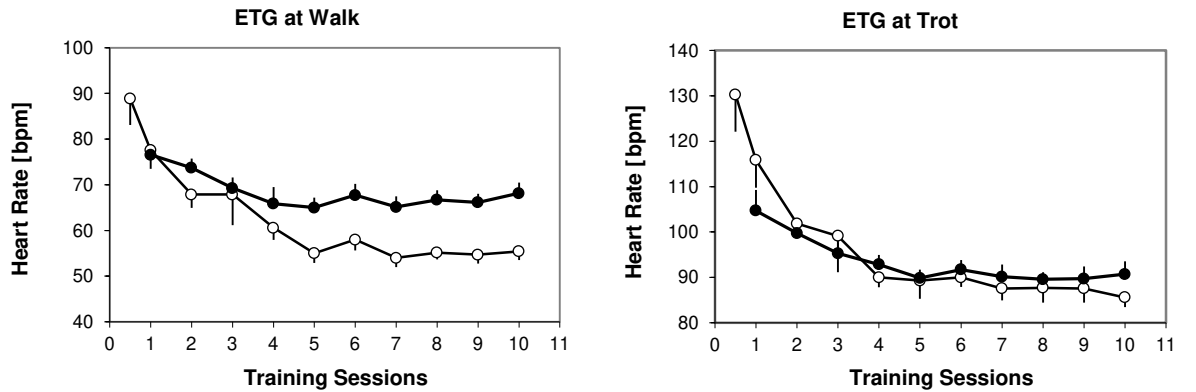 ETG at Walk
100
90
80
70
60
50
40
Heart Rate [bpm]
0 1 2 3 4 5 6 7 8 9 10 11
Training Sessions
ETG at Trot
140
130
120
110
100
90
80
Heart Rate [bpm]
0 1 2 3 4 5 6 7 8 9 10 11
Training Sessions